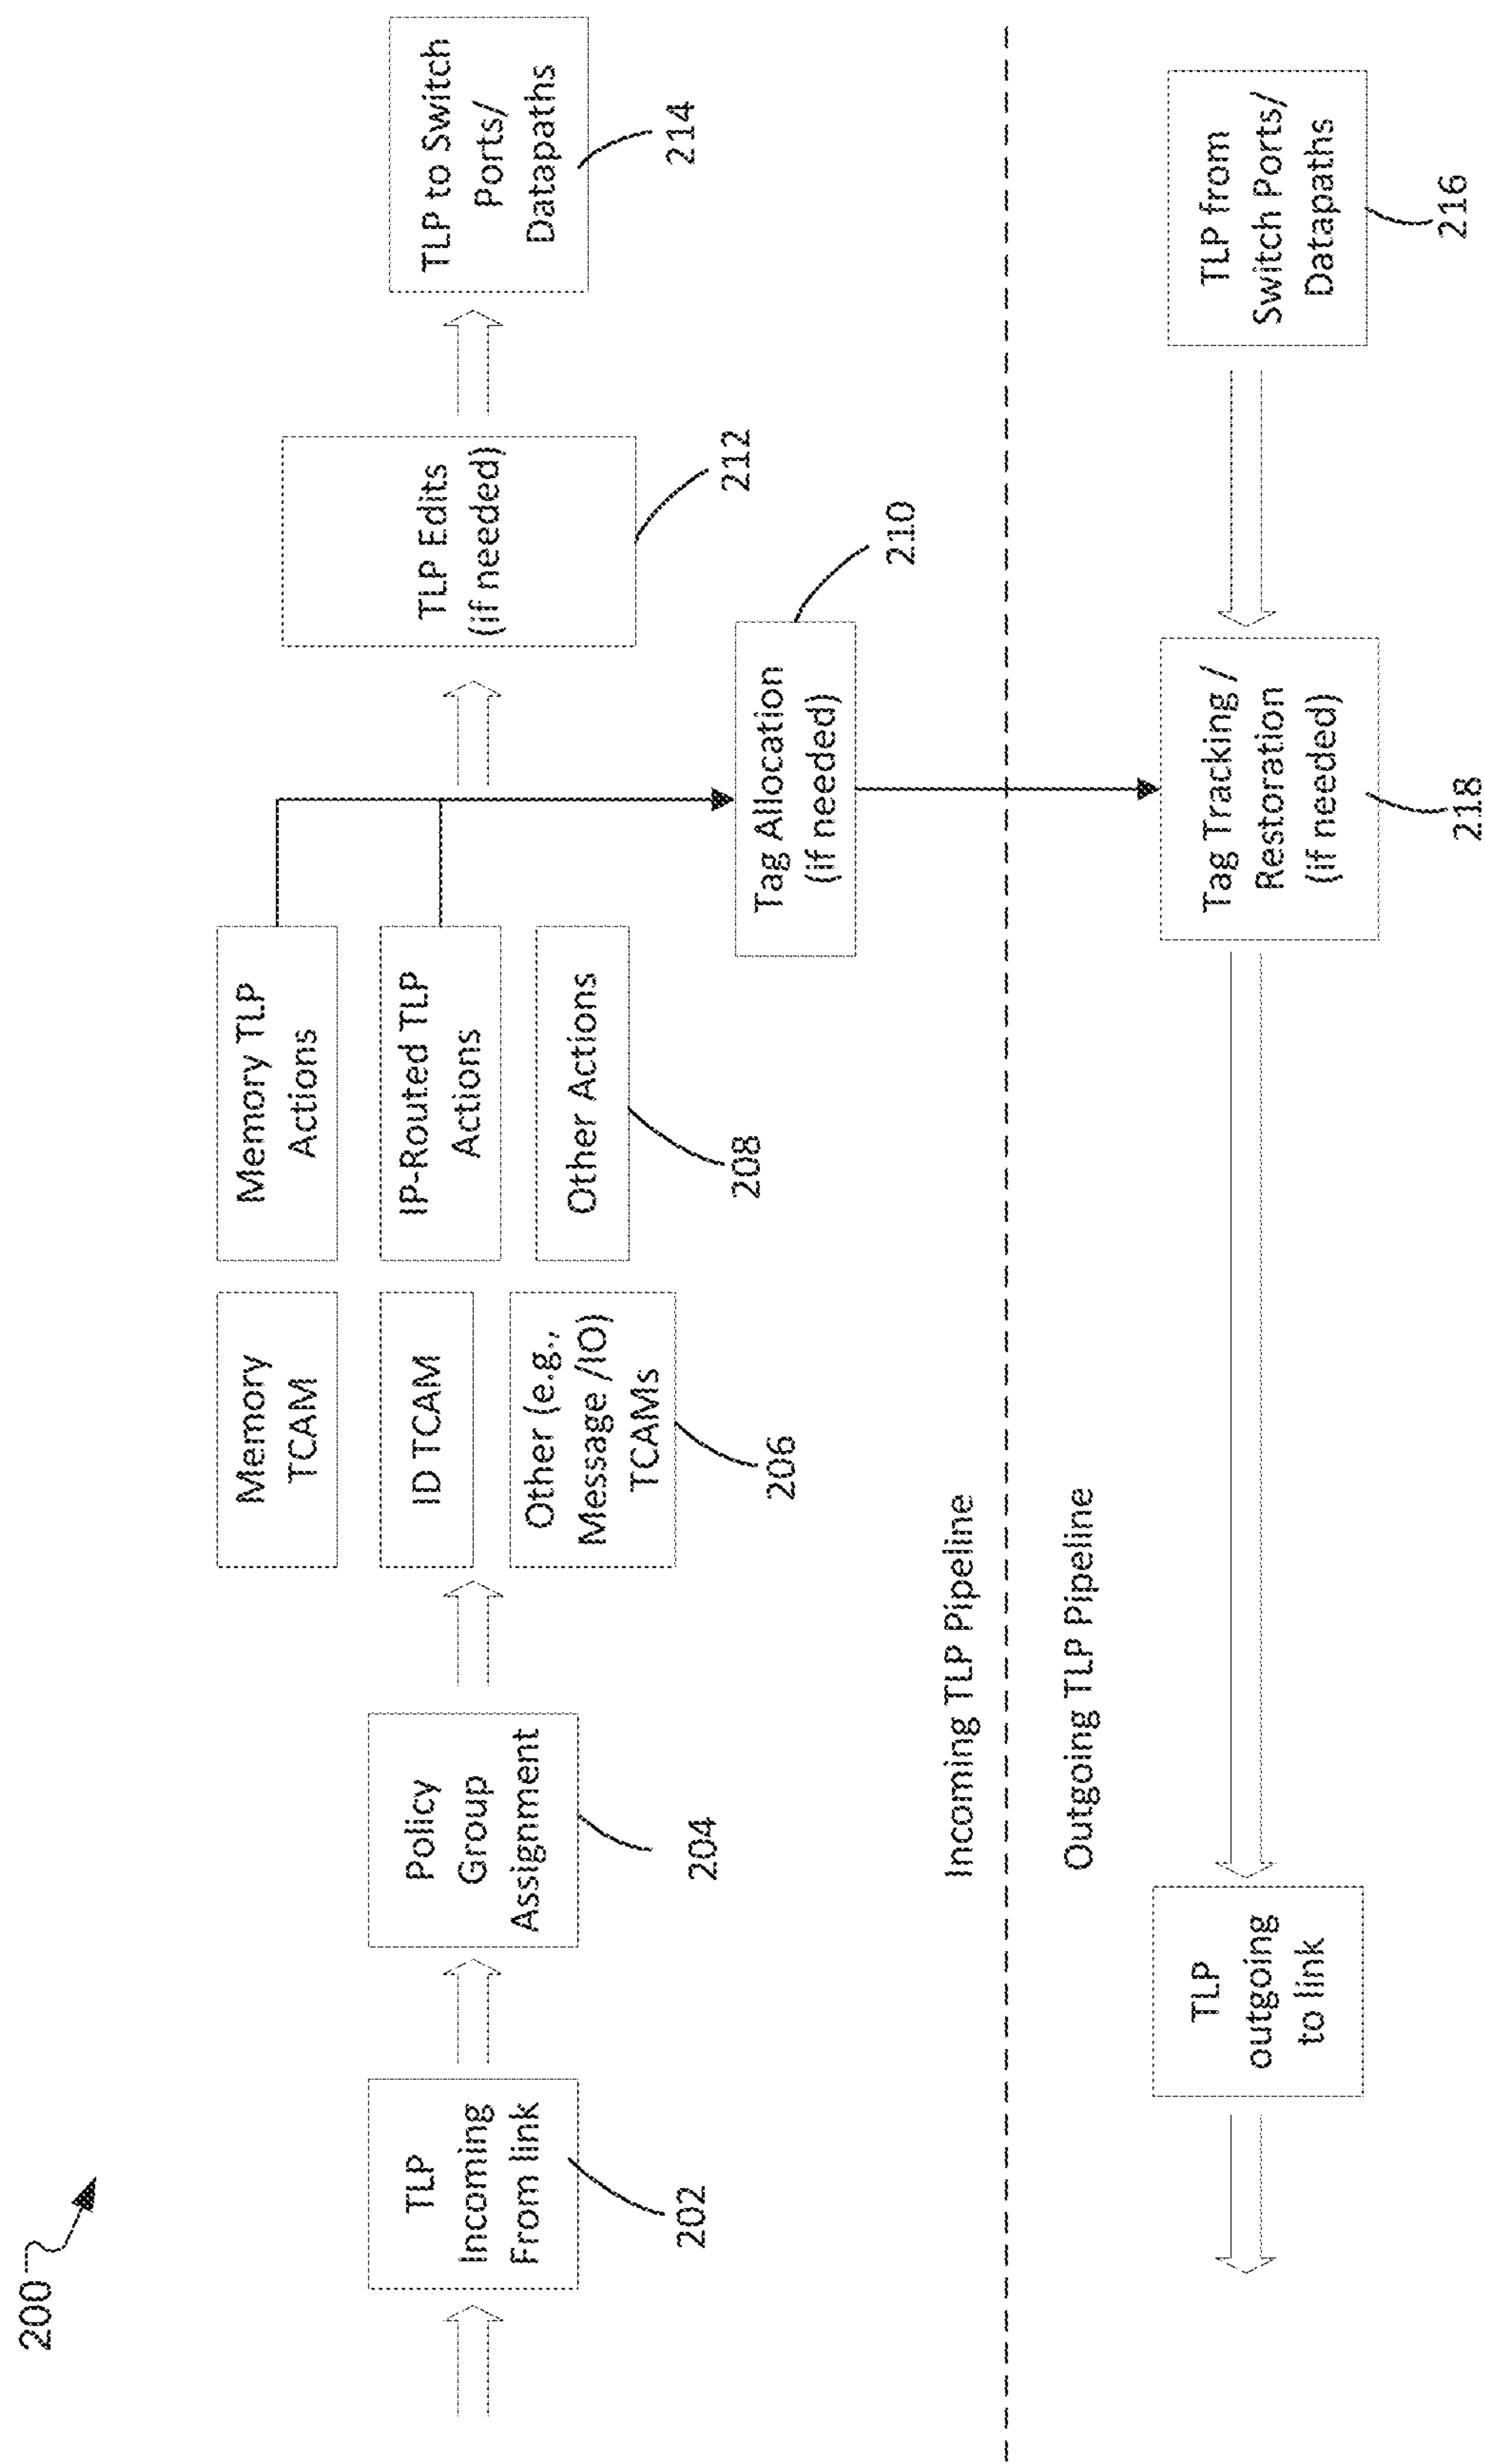 200
TLP
Incoming
From link
202
Policy
Group
Assignment
204
Memory
TCAM
ID TCAM
Other (e.g.,
Message /IO)
TCAMs
206
Memory TLP
Actions
IP-Routed TLP
Actions
Other Actions
208
Tag Allocation
(if needed)
210
TLP Edits
(if needed)
212
TLP to Switch
Ports/
Datapaths
214
Incoming TLP Pipeline
Outgoing TLP Pipeline
TLP
outgoing
to link
Tag Tracking /
Restoration
(if needed)
218
TLP from
Switch Ports/
Datapaths
216